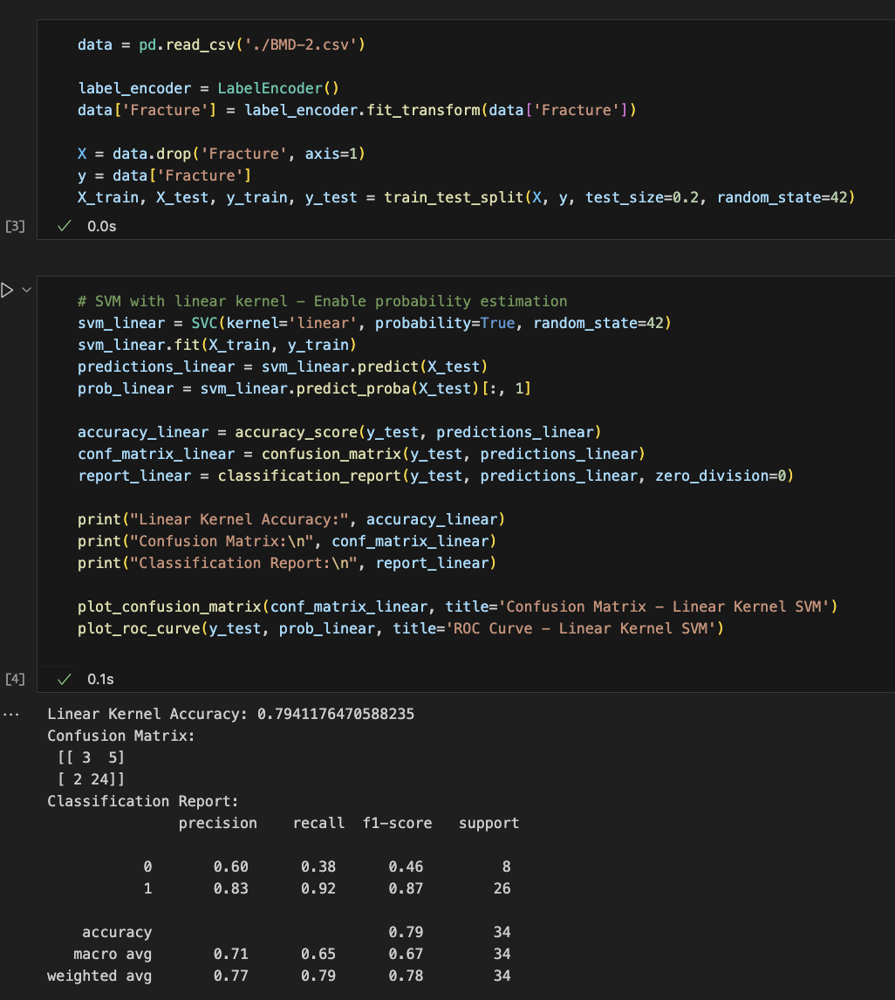 data = pd.read_csv('./BMD-2.csv')
label_encoder = LabelEncoder()
data['Fracture'] = label_encoder.fit_transform(data['Fracture'])
X = data.drop('Fracture', axis=1)
y = data['Fracture']
X_train, X_test, y_train, y_test = train_test_split(X, y, test_size=0.2, random_state=42)
[3] ✓ 0.0s
# SVM with linear kernel – Enable probability estimation
svm_linear = SVC(kernel='linear', probability=True, random_state=42)
svm_linear.fit(X_train, y_train)
predictions_linear = svm_linear.predict(X_test)
prob_linear = svm_linear.predict_proba(X_test)[:, 1]
accuracy_linear = accuracy_score(y_test, predictions_linear)
conf_matrix_linear = confusion_matrix(y_test, predictions_linear)
report_linear = classification_report(y_test, predictions_linear, zero_division=0)
print("Linear Kernel Accuracy:", accuracy_linear)
print("Confusion Matrix:\n", conf_matrix_linear)
print("Classification Report:\n", report_linear)
plot_confusion_matrix(conf_matrix_linear, title='Confusion Matrix – Linear Kernel SVM')
plot_roc_curve(y_test, prob_linear, title='ROC Curve – Linear Kernel SVM')
[4] ✓ 0.1s
... Linear Kernel Accuracy: 0.7941176470588235
Confusion Matrix:
[[ 3  5]
[ 2 24]]
Classification Report:
precision    recall  f1-score   support
0       0.60      0.38      0.46         8
1       0.83      0.92      0.87        26
accuracy                           0.79        34
macro avg       0.71      0.65      0.67        34
weighted avg       0.77      0.79      0.78        34